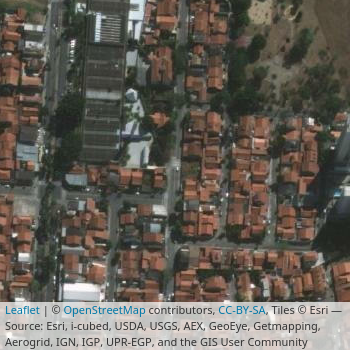 Leaflet | © OpenStreetMap contributors, CC-BY-SA, Tiles © Esri —
Source: Esri, i-cubed, USDA, USGS, AEX, GeoEye, Getmapping,
Aerogrid, IGN, IGP, UPR-EGP, and the GIS User Community